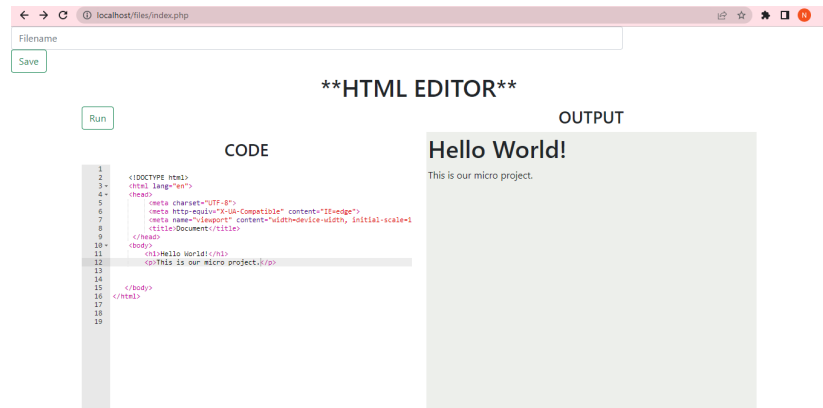 localhost/files/index.php
N
Filename
Save
**HTML EDITOR**
Run
OUTPUT
CODE
Hello World!
This is our micro project.
1
2 <!DOCTYPE html>
3 <html lang="en">
4 <head>
5 <meta charset="UTF-8">
6 <meta http-equiv="X-UA-Compatible" content="IE=edge">
7 <meta name="viewport" content="width=device-width, initial-scale=1
8 <title>Document</title>
9 </head>
10 <body>
11 <h1>Hello World!</h1>
12 <p>This is our micro project.</p>
13
14
15 </body>
16 </html>
17
18
19